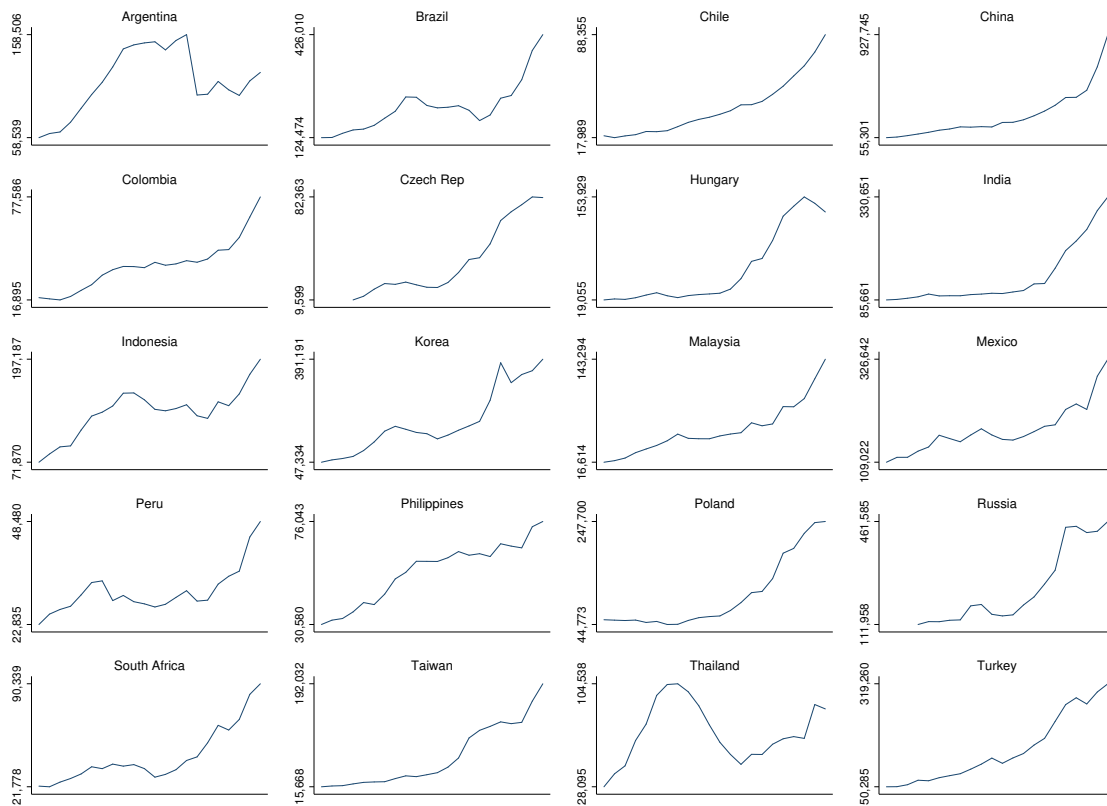 Argentina
158,506
58,539
Brazil
426,010
124,474
Chile
88,355
17,989
China
927,745
55,301
Colombia
77,586
16,895
Czech Rep
82,363
9,599
Hungary
153,929
19,055
India
330,651
85,661
Indonesia
197,187
71,870
Korea
391,191
47,334
Malaysia
143,294
16,614
Mexico
326,642
109,022
Peru
48,480
22,835
Philippines
76,043
30,580
Poland
247,700
44,773
Russia
461,585
111,958
South Africa
90,339
21,778
Taiwan
192,032
15,668
Thailand
104,538
28,095
Turkey
319,260
50,285